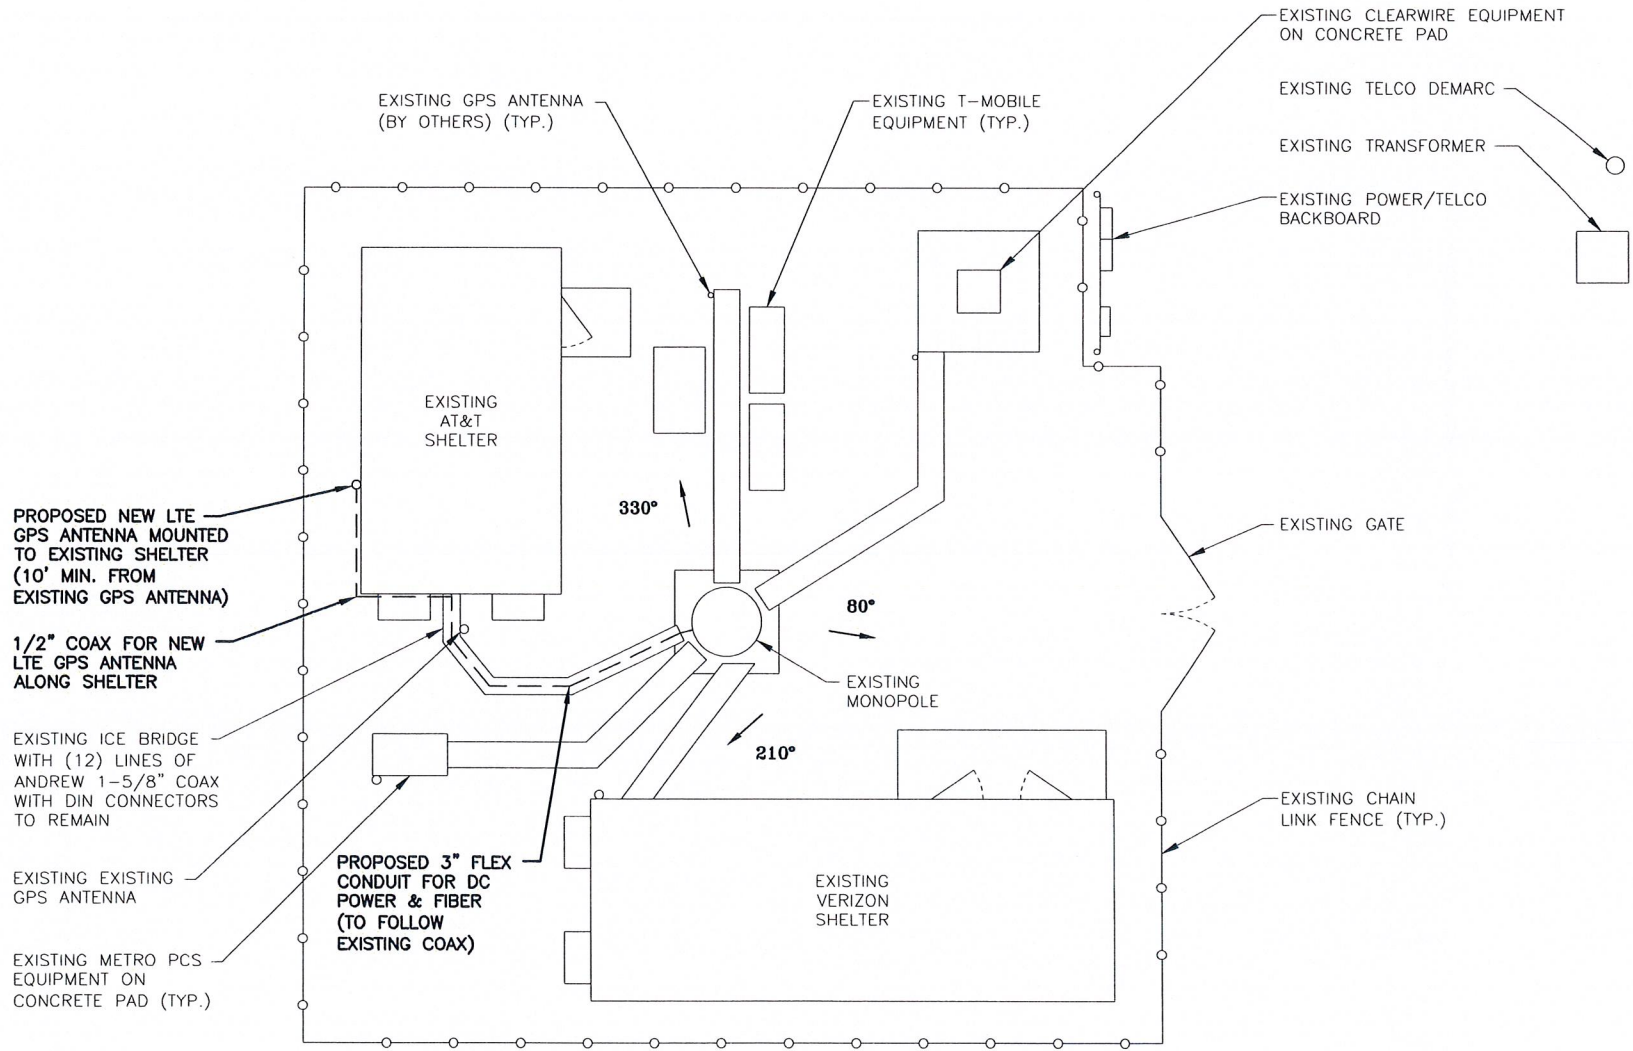 EXISTING CLEARWIRE EQUIPMENT
ON CONCRETE PAD
EXISTING GPS ANTENNA
(BY OTHERS) (TYP.)
EXISTING T-MOBILE
EQUIPMENT (TYP.)
EXISTING TELCO DEMARC
EXISTING TRANSFORMER
EXISTING POWER/TELCO
BACKBOARD
EXISTING
AT&T
SHELTER
330°
PROPOSED NEW LTE
GPS ANTENNA MOUNTED
TO EXISTING SHELTER
(10' MIN. FROM
EXISTING GPS ANTENNA)
EXISTING GATE
80°
1/2" COAX FOR NEW
LTE GPS ANTENNA
ALONG SHELTER
EXISTING
MONOPOLE
210°
EXISTING ICE BRIDGE
WITH (12) LINES OF
ANDREW 1-5/8" COAX
WITH DIN CONNECTORS
TO REMAIN
EXISTING CHAIN
LINK FENCE (TYP.)
PROPOSED 3" FLEX
CONDUIT FOR DC
POWER & FIBER
(TO FOLLOW
EXISTING COAX)
EXISTING EXISTING
GPS ANTENNA
EXISTING
VERIZON
SHELTER
EXISTING METRO PCS
EQUIPMENT ON
CONCRETE PAD (TYP.)